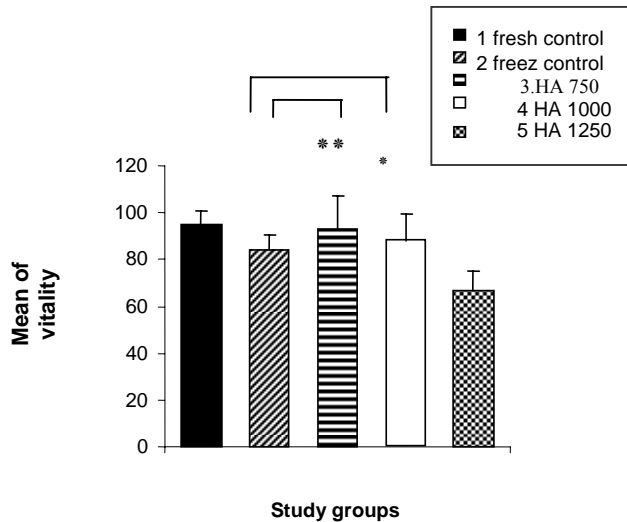 1 fresh control
2 freez control
3.HA 750
4 HA 1000
5 HA 1250
** 
*
120
100
80
60
40
20
0
Mean of
vitality
Study groups